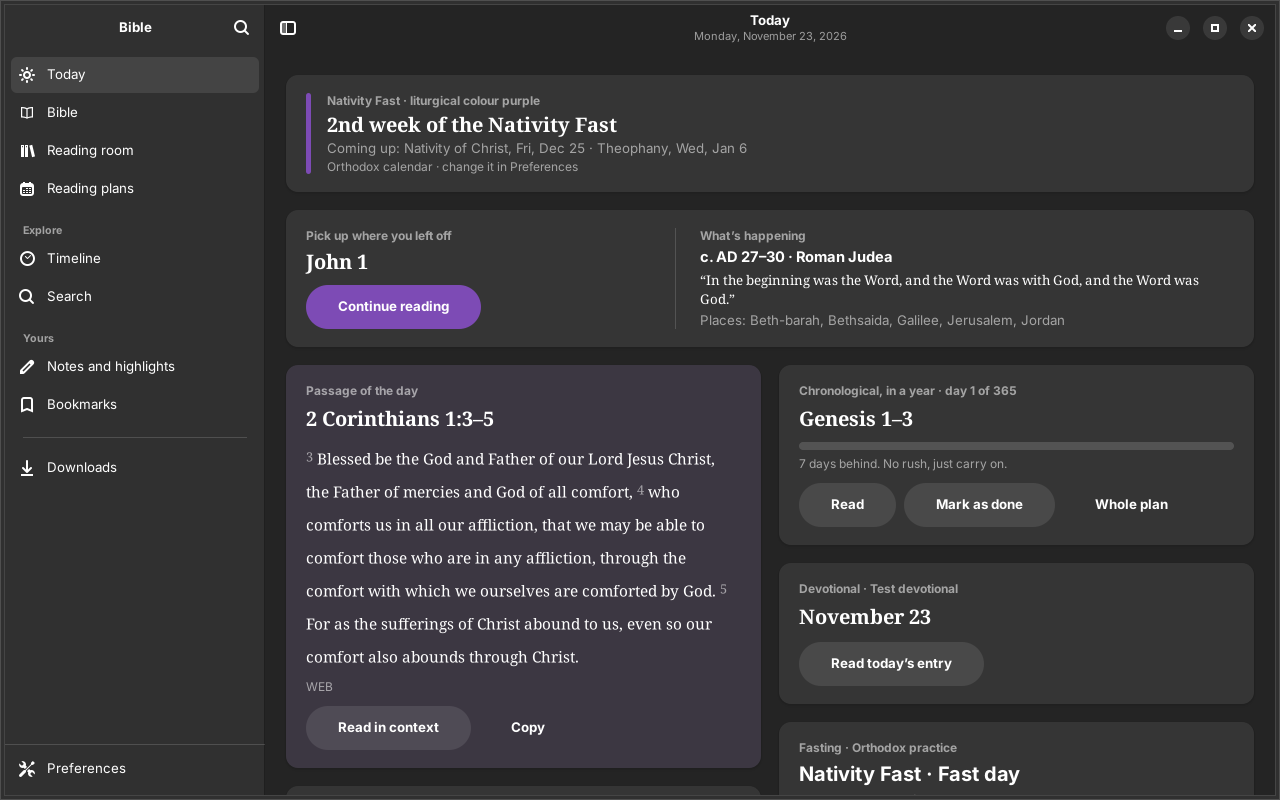 Bible
Today
Bible
Reading room
Reading plans
Explore
Timeline
Search
Yours
Notes and highlights
Bookmarks
Downloads
Preferences
Today
Monday, November 23, 2026
Nativity Fast · liturgical colour purple
2nd week of the Nativity Fast
Coming up: Nativity of Christ, Fri, Dec 25 · Theophany, Wed, Jan 6
Orthodox calendar · change it in Preferences
Pick up where you left off
John 1
Continue reading
What’s happening
c. AD 27–30 · Roman Judea
“In the beginning was the Word, and the Word was with God, and the Word was
God.”
Places: Beth-barah, Bethsaida, Galilee, Jerusalem, Jordan
Passage of the day
2 Corinthians 1:3–5
3 Blessed be the God and Father of our Lord Jesus Christ,
the Father of mercies and God of all comfort, 4 who
comforts us in all our affliction, that we may be able to
comfort those who are in any affliction, through the
comfort with which we ourselves are comforted by God. 5
For as the sufferings of Christ abound to us, even so our
comfort also abounds through Christ.
WEB
Read in context
Copy
Chronological, in a year · day 1 of 365
Genesis 1–3
7 days behind. No rush, just carry on.
Read
Mark as done
Whole plan
Devotional · Test devotional
November 23
Read today’s entry
Fasting · Orthodox practice
Nativity Fast · Fast day